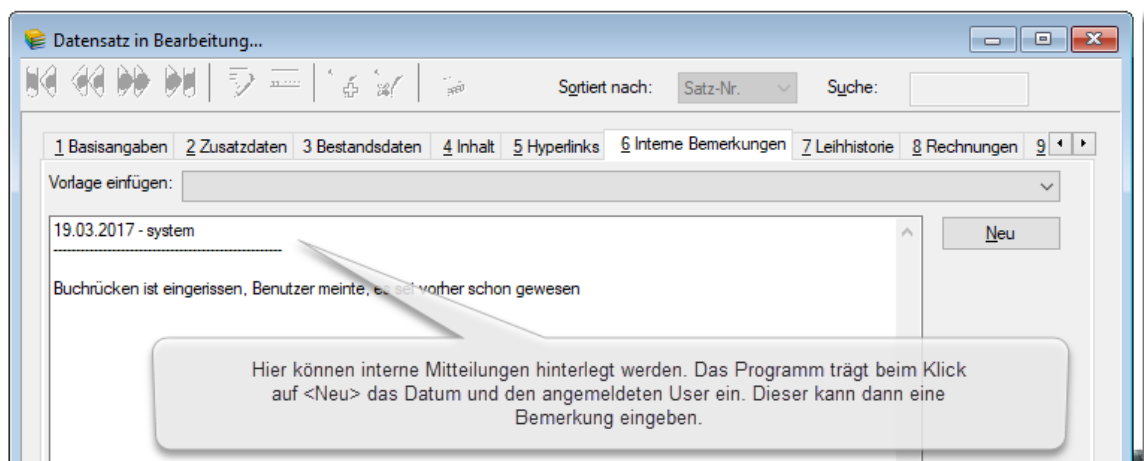 Datensatz in Bearbeitung...
Sortiert nach: Satz-Nr. Suche:
1 Basisangaben 2 Zusatzdaten 3 Bestandsdaten 4 Inhalt 5 Hyperlinks 6 Interne Bemerkungen 7 Leihhistorie 8 Rechnungen 9
Vorlage einfügen:
19.03.2017 - system
Neu
--------------------------------------------------
Buchrücken ist eingerissen, Benutzer meinte, es sei vorher schon gewesen
Hier können interne Mitteilungen hinterlegt werden. Das Programm trägt beim Klick
auf <Neu> das Datum und den angemeldeten User ein. Dieser kann dann eine
Bemerkung eingeben.